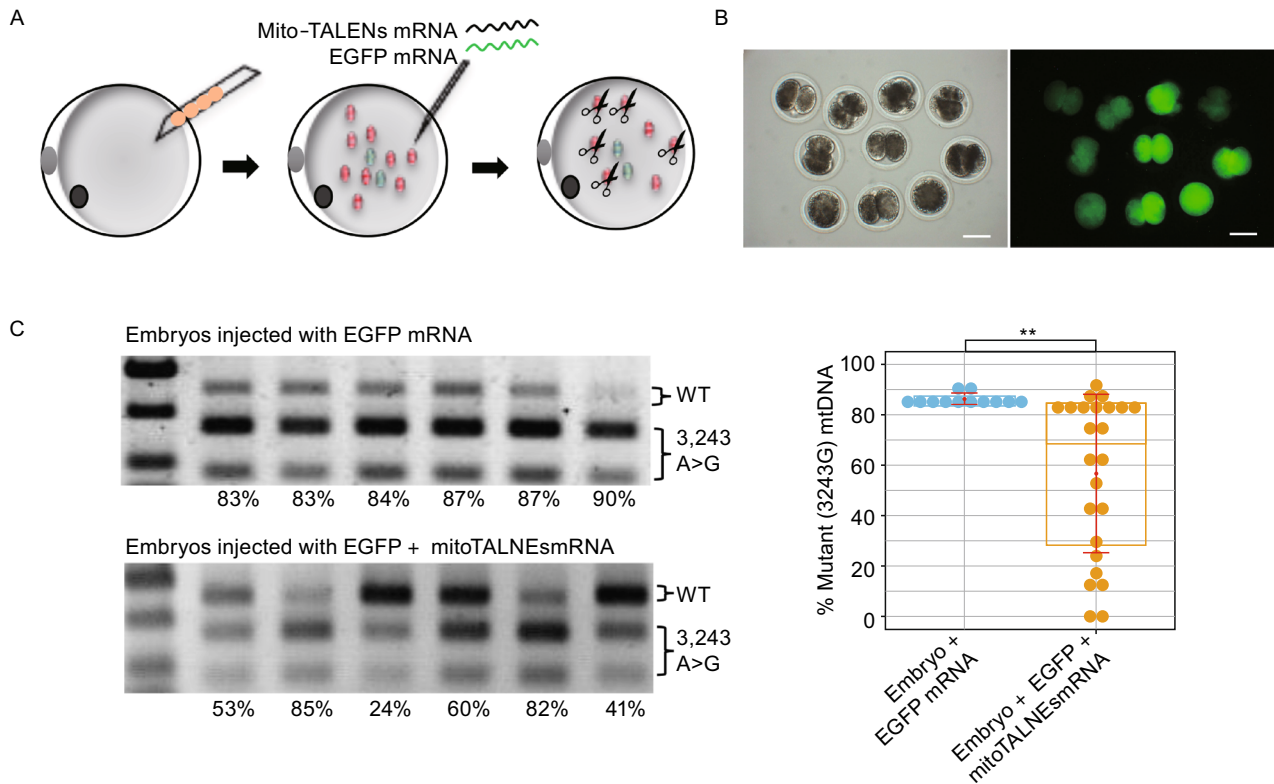 A
Mito-TALENs mRNA
EGFP mRNA
B
C
Embryos injected with EGFP mRNA
WT
3,243
A>G
83% 83% 84% 87% 87% 90%
Embryos injected with EGFP + mitoTALNEsmRNA
WT
3,243
A>G
53% 85% 24% 60% 82% 41%
**
% Mutant (3243G) mtDNA
100
80
60
40
20
0
Embryo +
EGFP mRNA
Embryo + EGFP +
mitoTALNEsmRNA